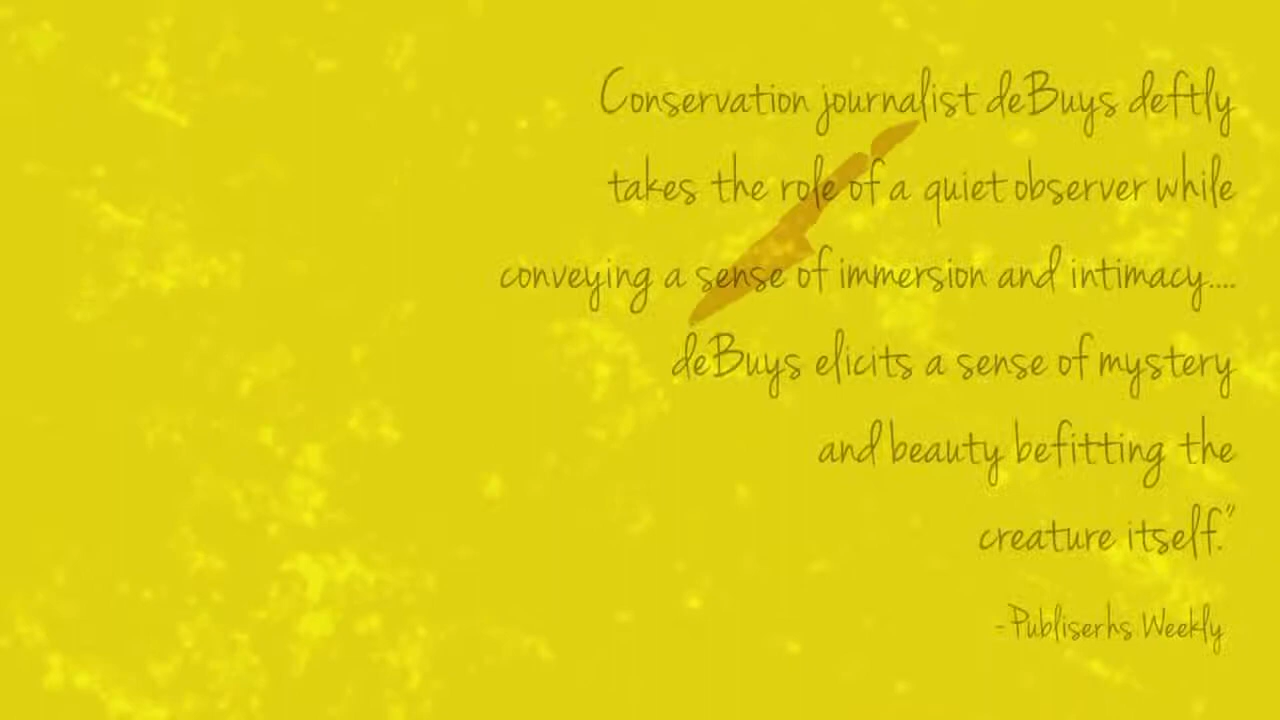 Conservation journalist deBuys deftly
takes the role of a quiet observer while
conveying a sense of immersion and intimacy....
deBuys elicits a sense of mystery
and beauty befitting the
creature itself."
-Publiserhs Weekly